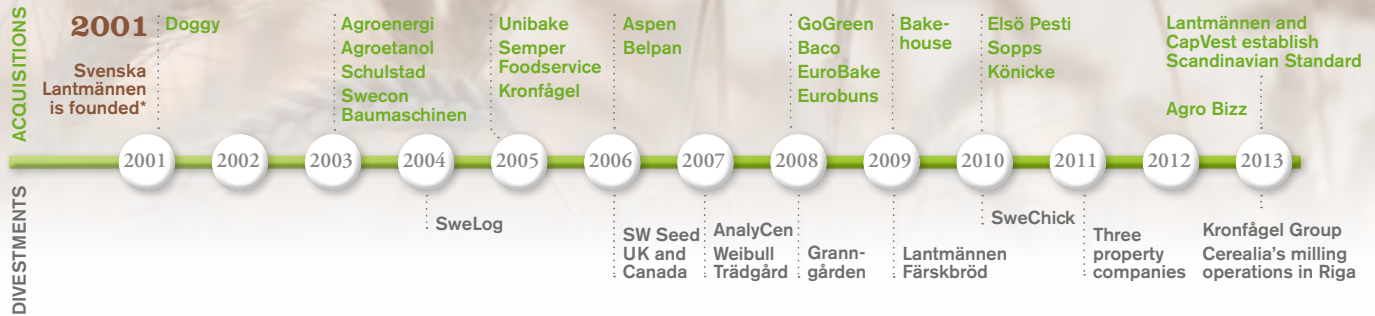 ACQUISITIONS
2001
Svenska
Lantmännen
is founded*
Doggy
Agroenergi
Agroetanol
Schulstad
Swecon
Baumaschinen
Unibake
Semper
Foodservice
Kronfågel
Aspen
Belpan
GoGreen
Baco
EuroBake
Eurobuns
Bake-
house
Elsö Pesti
Sopps
Könicke
Lantmännen and
CapVest establish
Scandinavian Standard
Agro Bizz
2001 2002 2003 2004 2005 2006 2007 2008 2009 2010 2011 2012 2013
DIVESTMENTS
SweLog
SW Seed
UK and
Canada
AnalyCen
Weibull
Trädgård
Grann-
gården
Lantmännen
Färskbröd
SweChick
Three
property
companies
Kronfågel Group
Cerealia's milling
operations in Riga